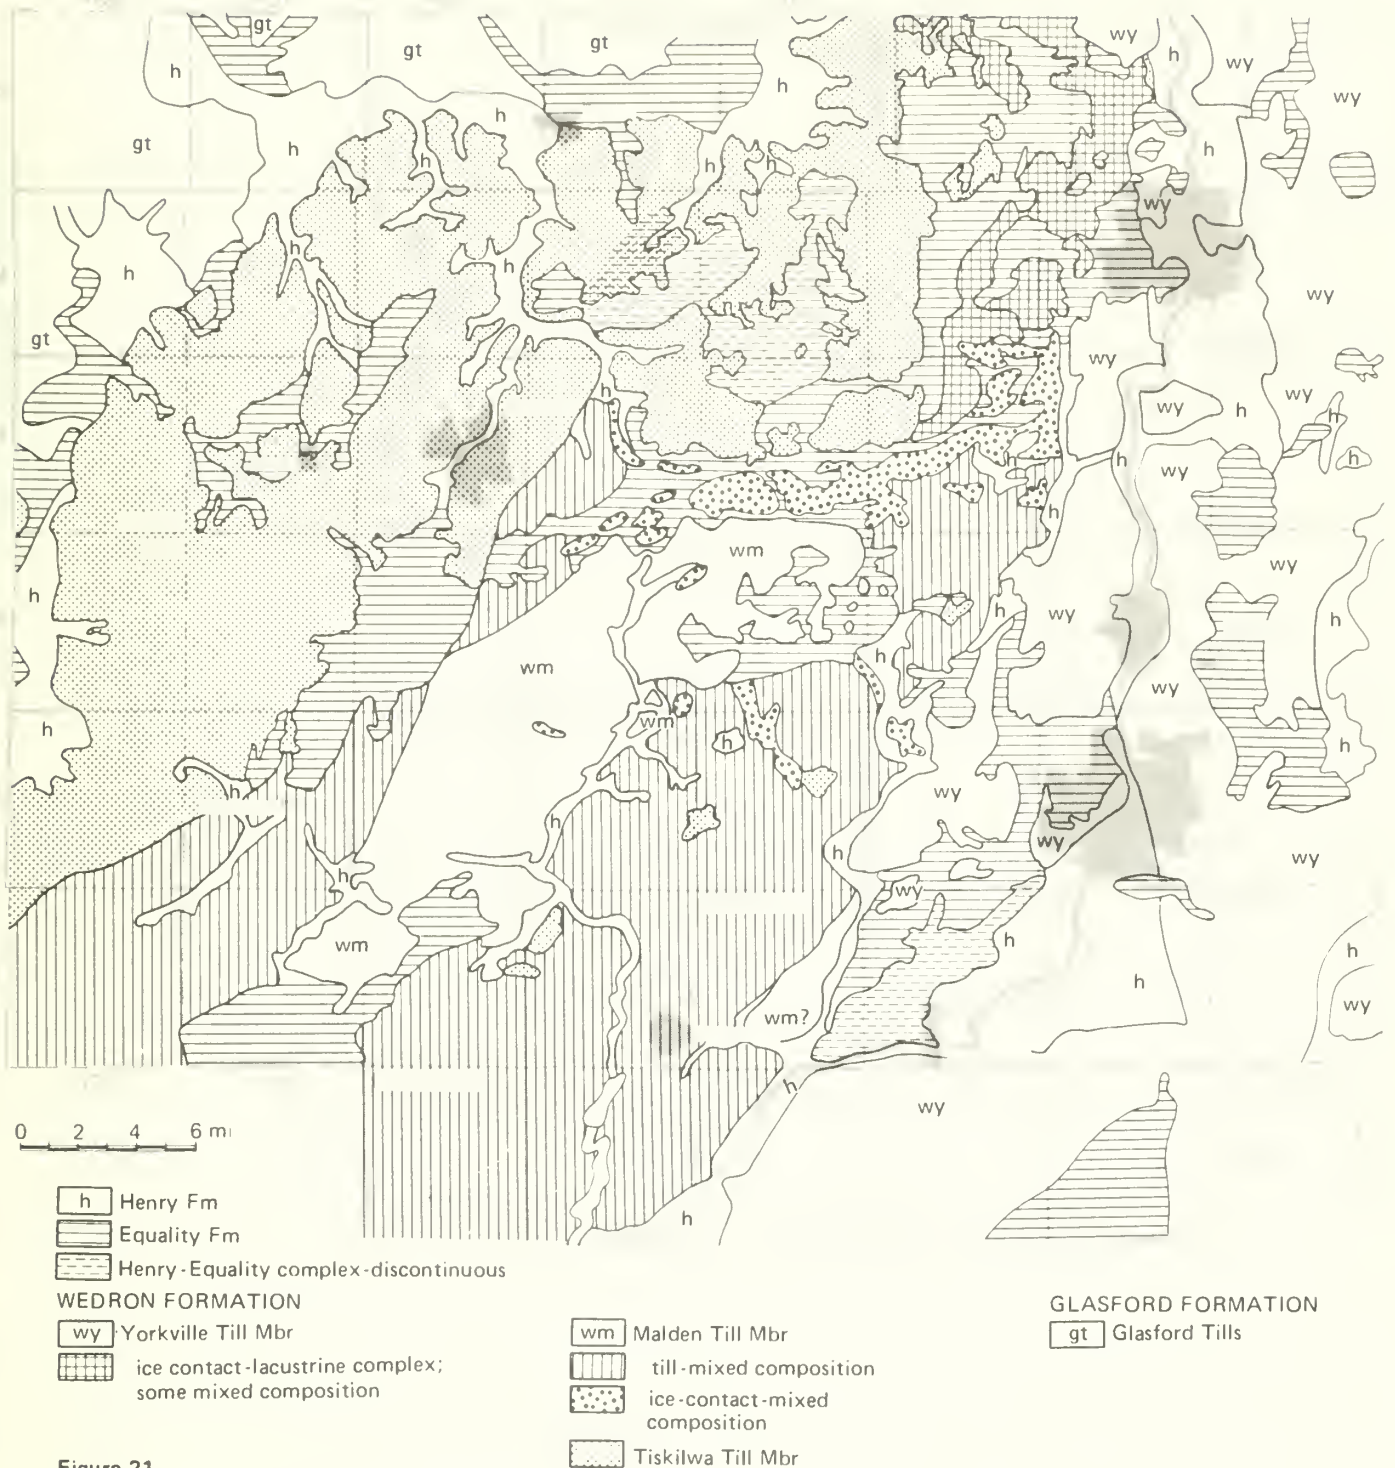 gt
gt
gt
wy
h
wy
h
h
wy
h
gt
h
h
h
h
h
wy
h
h
h
wy
gt
wy
h
wy
h
wy
h
h
h
h
wy
h
h
wm
wy
h
h
wy
h
wm
h
wy
h
wm
h
h
h
wy
h
h
wy
wy
h
wy
wm
h
h
h
wm?
wy
h
wy
h
0 2 4 6 mi
h Henry Fm
Equality Fm
Henry-Equality complex-discontinuous
WEDRON FORMATION
wy Yorkville Till Mbr
ice contact-lacustrine complex;
some mixed composition
wm Malden Till Mbr
till-mixed composition
ice-contact-mixed
composition
Tiskilwa Till Mbr
GLASFORD FORMATION
gt Glasford Tills
Figure 21